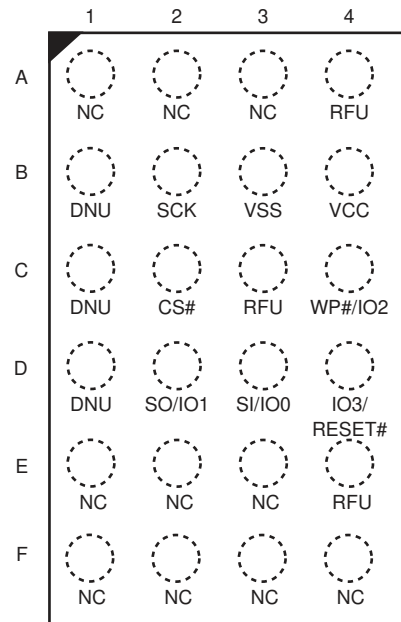 1 2 3 4
A
NC NC NC RFU
B
DNU SCK VSS VCC
C
DNU CS# RFU WP#/IO2
D
DNU SO/IO1 SI/IO0 IO3/
RESET#
E
NC NC NC RFU
F
NC NC NC NC